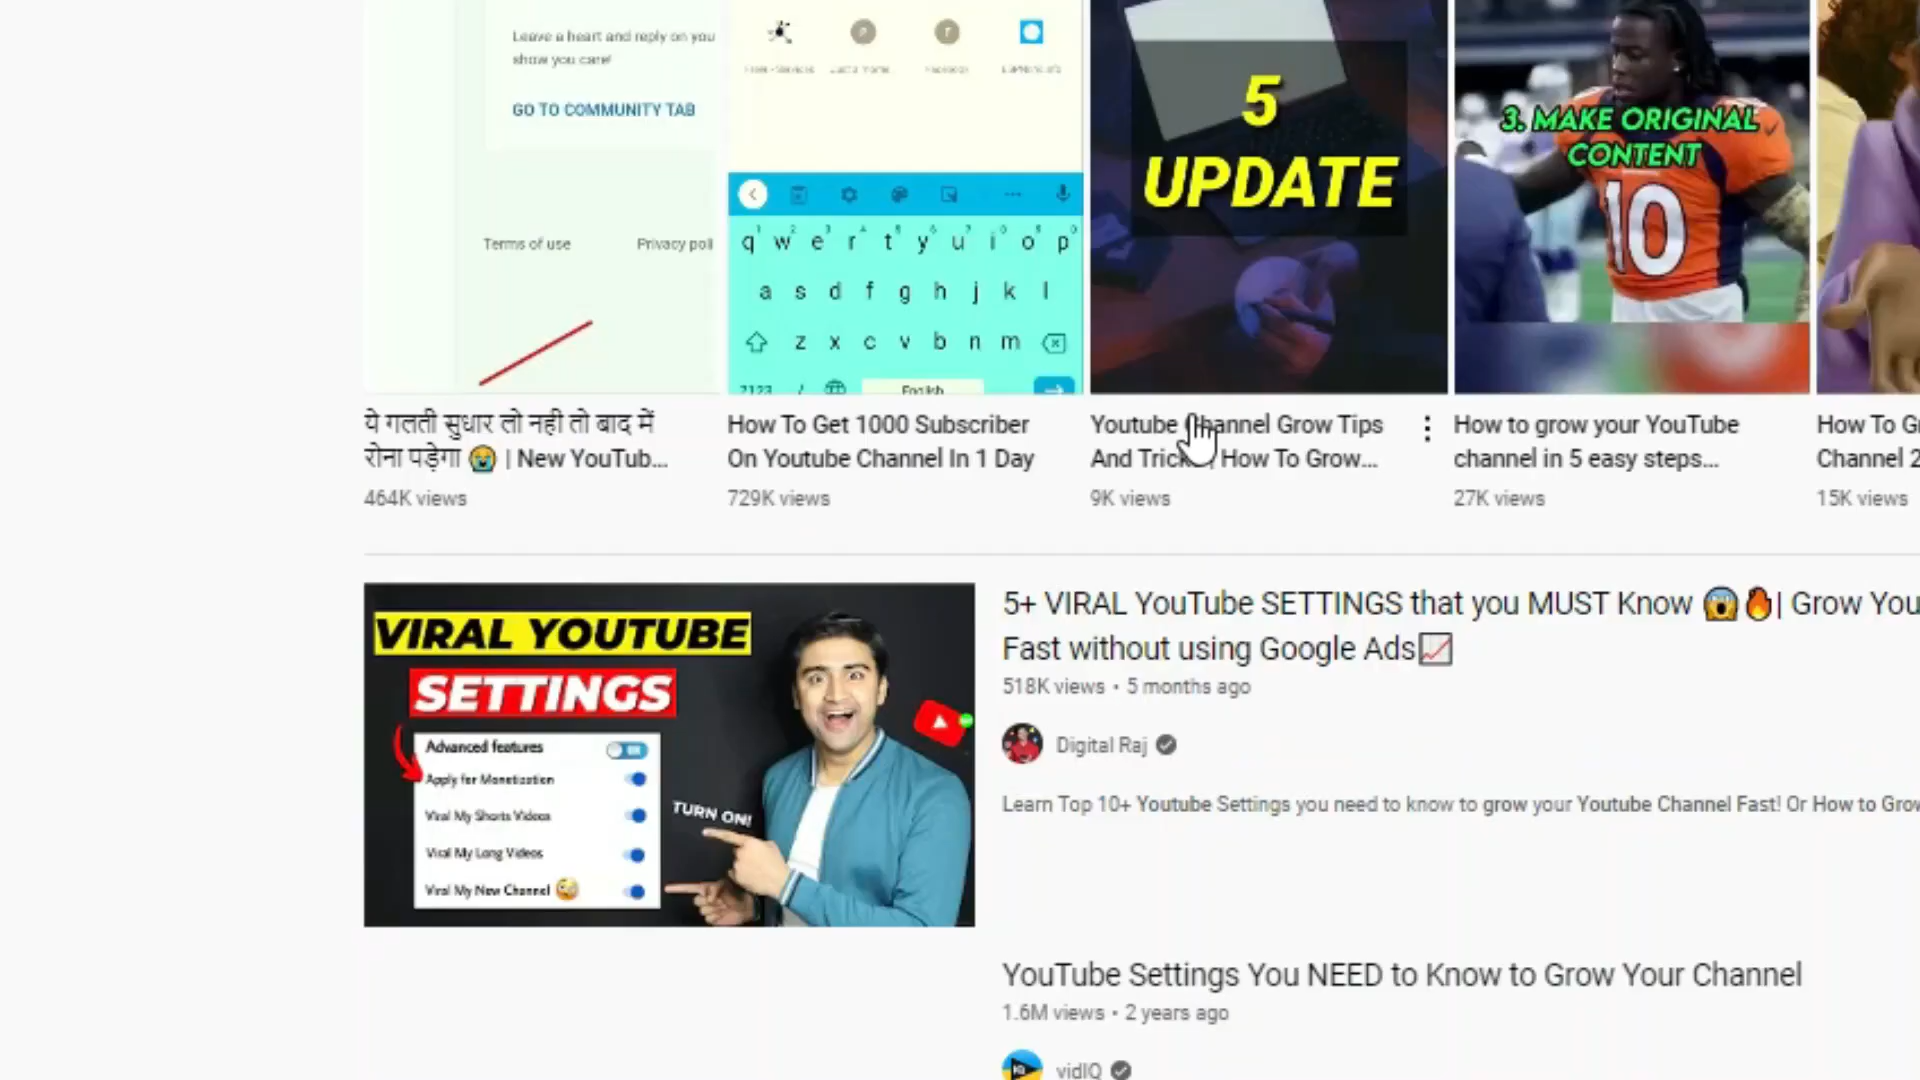 Leave a heart and reply on you
show you care!
GO TO COMMUNITY TAB
Terms of use
Privacy poli
q w e r t y u i o p
a s d f g h j k l
z x c v b n m
English
5
UPDATE
3. MAKE ORIGINAL
CONTENT
10
ये गलती सुधार लो नही तो बाद में
रोना पड़ेगा 😭 | New YouTub...
464K views
How To Get 1000 Subscriber
On Youtube Channel In 1 Day
729K views
Youtube Channel Grow Tips
And Tricks | How To Grow...
9K views
How to grow your YouTube
channel in 5 easy steps...
27K views
How To G
Channel 2
15K views
VIRAL YOUTUBE
SETTINGS
Advanced features
Apply for Monetization
Viral My Shorts Videos
Viral My Long Videos
Viral My New Channel
TURN ON!
5+ VIRAL YouTube SETTINGS that you MUST Know 😱🔥| Grow You
Fast without using Google Ads📈
518K views • 5 months ago
Digital Raj
Learn Top 10+ Youtube Settings you need to know to grow your Youtube Channel Fast! Or How to Grow
YouTube Settings You NEED to Know to Grow Your Channel
1.6M views • 2 years ago
vidIQ